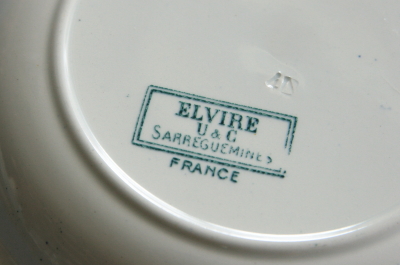 ELVIRE
U & C
SARREGUEMINES
FRANCE